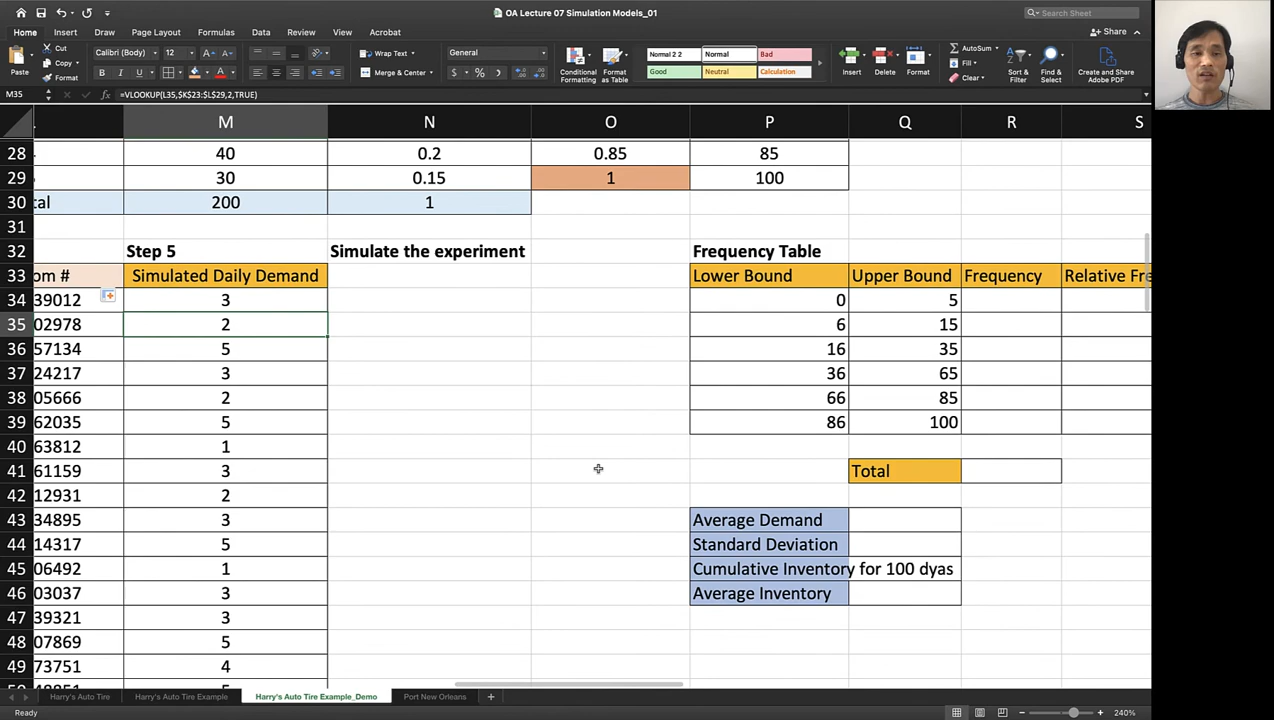 OA Lecture 07 Simulation Models_01
Search Sheet
Home Insert Draw Page Layout Formulas Data Review View Acrobat
Share
Paste
Cut
Copy
Format
Calibri (Body) 12
B I U
Wrap Text
Merge & Center
General
$ % )
Conditional Formatting
Format as Table
Normal 2 2 Normal Bad
Good Neutral Calculation
Insert Delete Format
AutoSum
Fill
Clear
Sort & Filter
Find & Select
Create and Share Adobe PDF
M35 fx =VLOOKUP(L35,$K$23:$L$29,2,TRUE)
M N O P Q R S
28 40 0.2 0.85 85
29 30 0.15 1 100
30 tal 200 1
31
32 Step 5 Simulate the experiment Frequency Table
33 om # Simulated Daily Demand Lower Bound Upper Bound Frequency Relative Fre
34 39012 3 0 5
35 02978 2 6 15
36 57134 5 16 35
37 24217 3 36 65
38 05666 2 66 85
39 62035 5 86 100
40 63812 1
41 61159 3 Total
42 12931 2
43 34895 3 Average Demand
44 14317 5 Standard Deviation
45 06492 1 Cumulative Inventory for 100 dyas
46 03037 3 Average Inventory
47 39321 3
48 07869 5
49 73751 4
Harry's Auto Tire Harry's Auto Tire Example Harry's Auto Tire Example_Demo Port New Orleans
Ready 240%